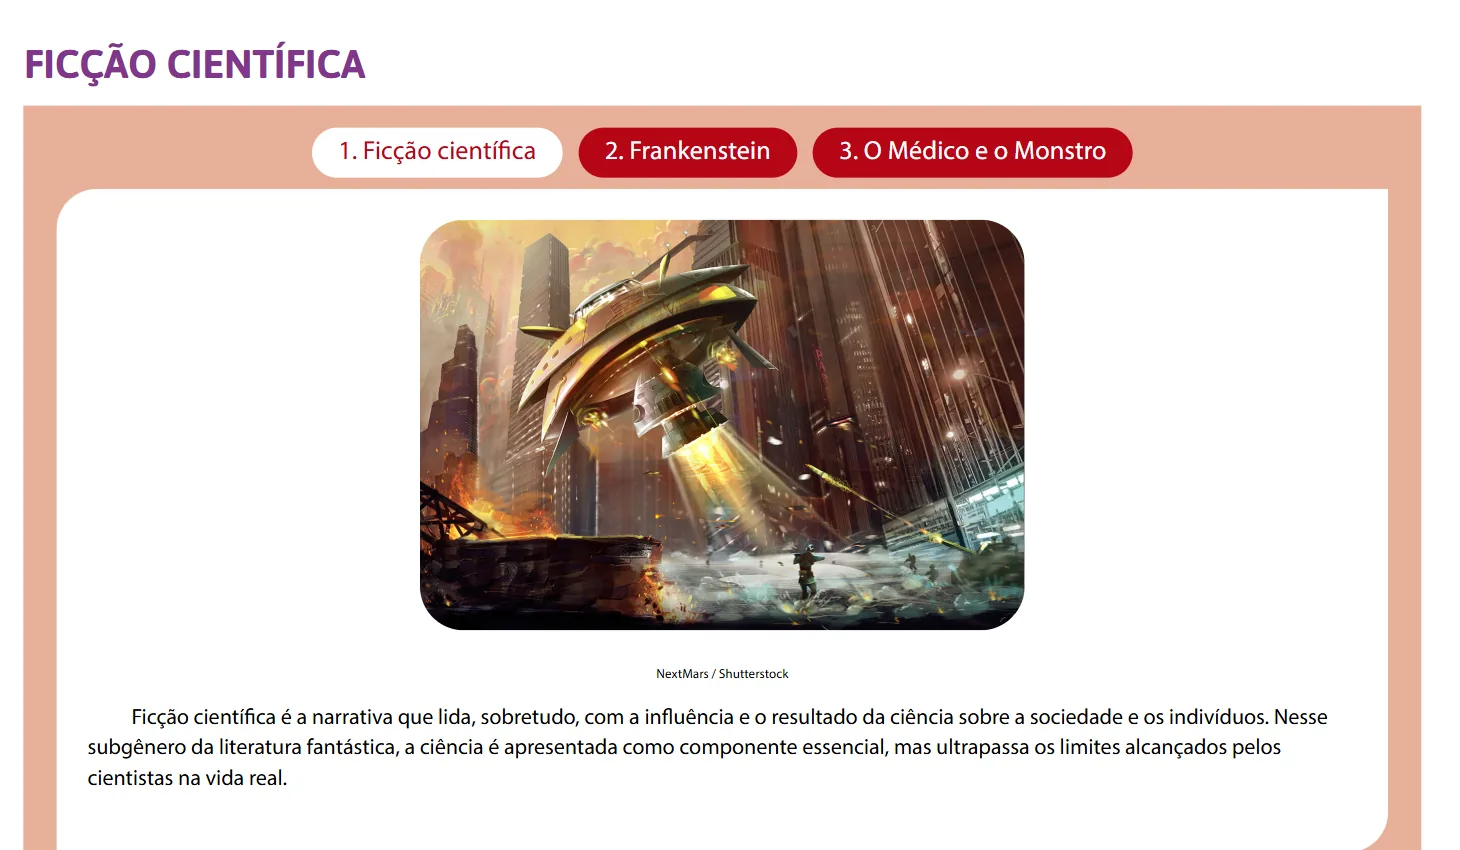 FICÇÃO CIENTÍFICA
1. Ficção científica
2. Frankenstein
3. O Médico e o Monstro
NextMars / Shutterstock
Ficção científica é a narrativa que lida, sobretudo, com a influência e o resultado da ciência sobre a sociedade e os indivíduos. Nesse
subgênero da literatura fantástica, a ciência é apresentada como componente essencial, mas ultrapassa os limites alcançados pelos
cientistas na vida real.